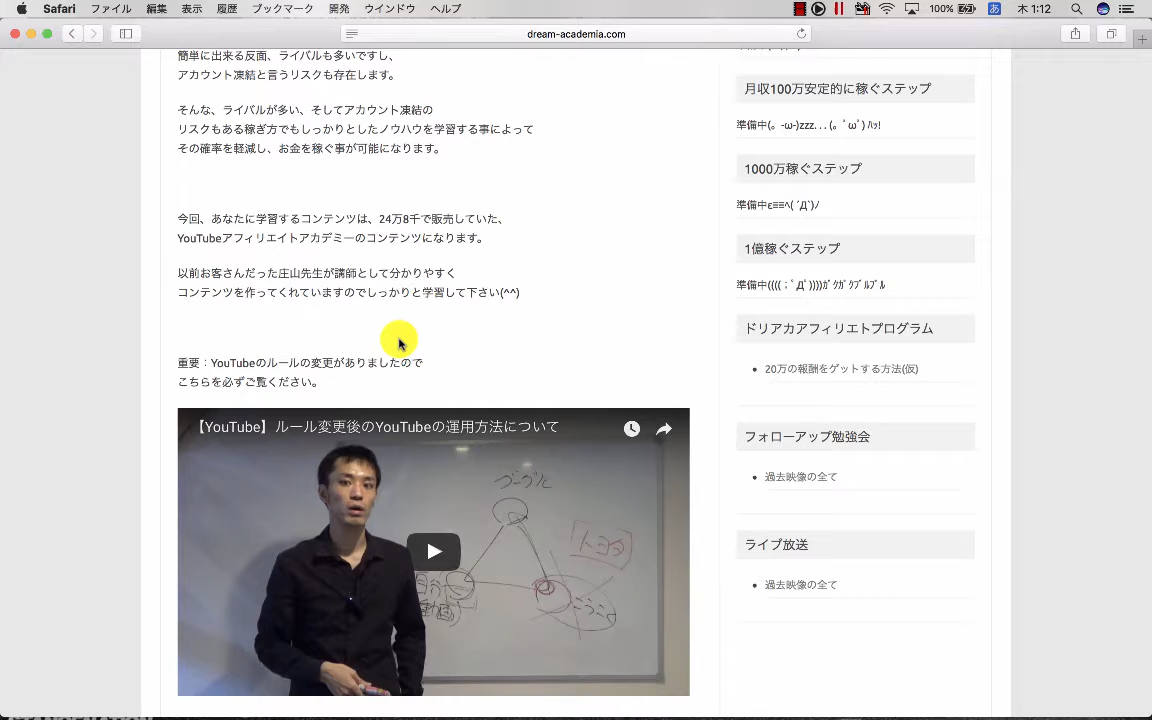 Safari ファイル 編集 表示 履歴 ブックマーク 開発 ウインドウ ヘルプ 100% あ 木 1:12
dream-academia.com
簡単に出来る反面、ライバルも多いですし、
アカウント凍結と言うリスクも存在します。
そんな、ライバルが多い、そしてアカウント凍結の
リスクもある稼ぎ方でもしっかりとしたノウハウを学習する事によって
その確率を軽減し、お金を稼ぐ事が可能になります。
今回、あなたに学習するコンテンツは、24万8千で販売していた、
YouTubeアフィリエイトアカデミーのコンテンツになります。
以前お客さんだった庄山先生が講師として分かりやすく
コンテンツを作ってくれていますのでしっかりと学習して下さい(^^)
重要：YouTubeのルールの変更がありましたので
こちらを必ずご覧ください。
【YouTube】ルール変更後のYouTubeの運用方法について
グーグル
トヨタ
月収100万安定的に稼ぐステップ
準備中(。-ω-)zzz. . . (。ﾟωﾟ) ﾊｯ!
1000万稼ぐステップ
準備中ε≡≡ヘ( ´Д`)ﾉ
1億稼ぐステップ
準備中((((；ﾟДﾟ))))ｶﾞｸｶﾞｸﾌﾞﾙﾌﾞﾙ
ドリアカアフィリエトプログラム
20万の報酬をゲットする方法(仮)
フォローアップ勉強会
過去映像の全て
ライブ放送
過去映像の全て